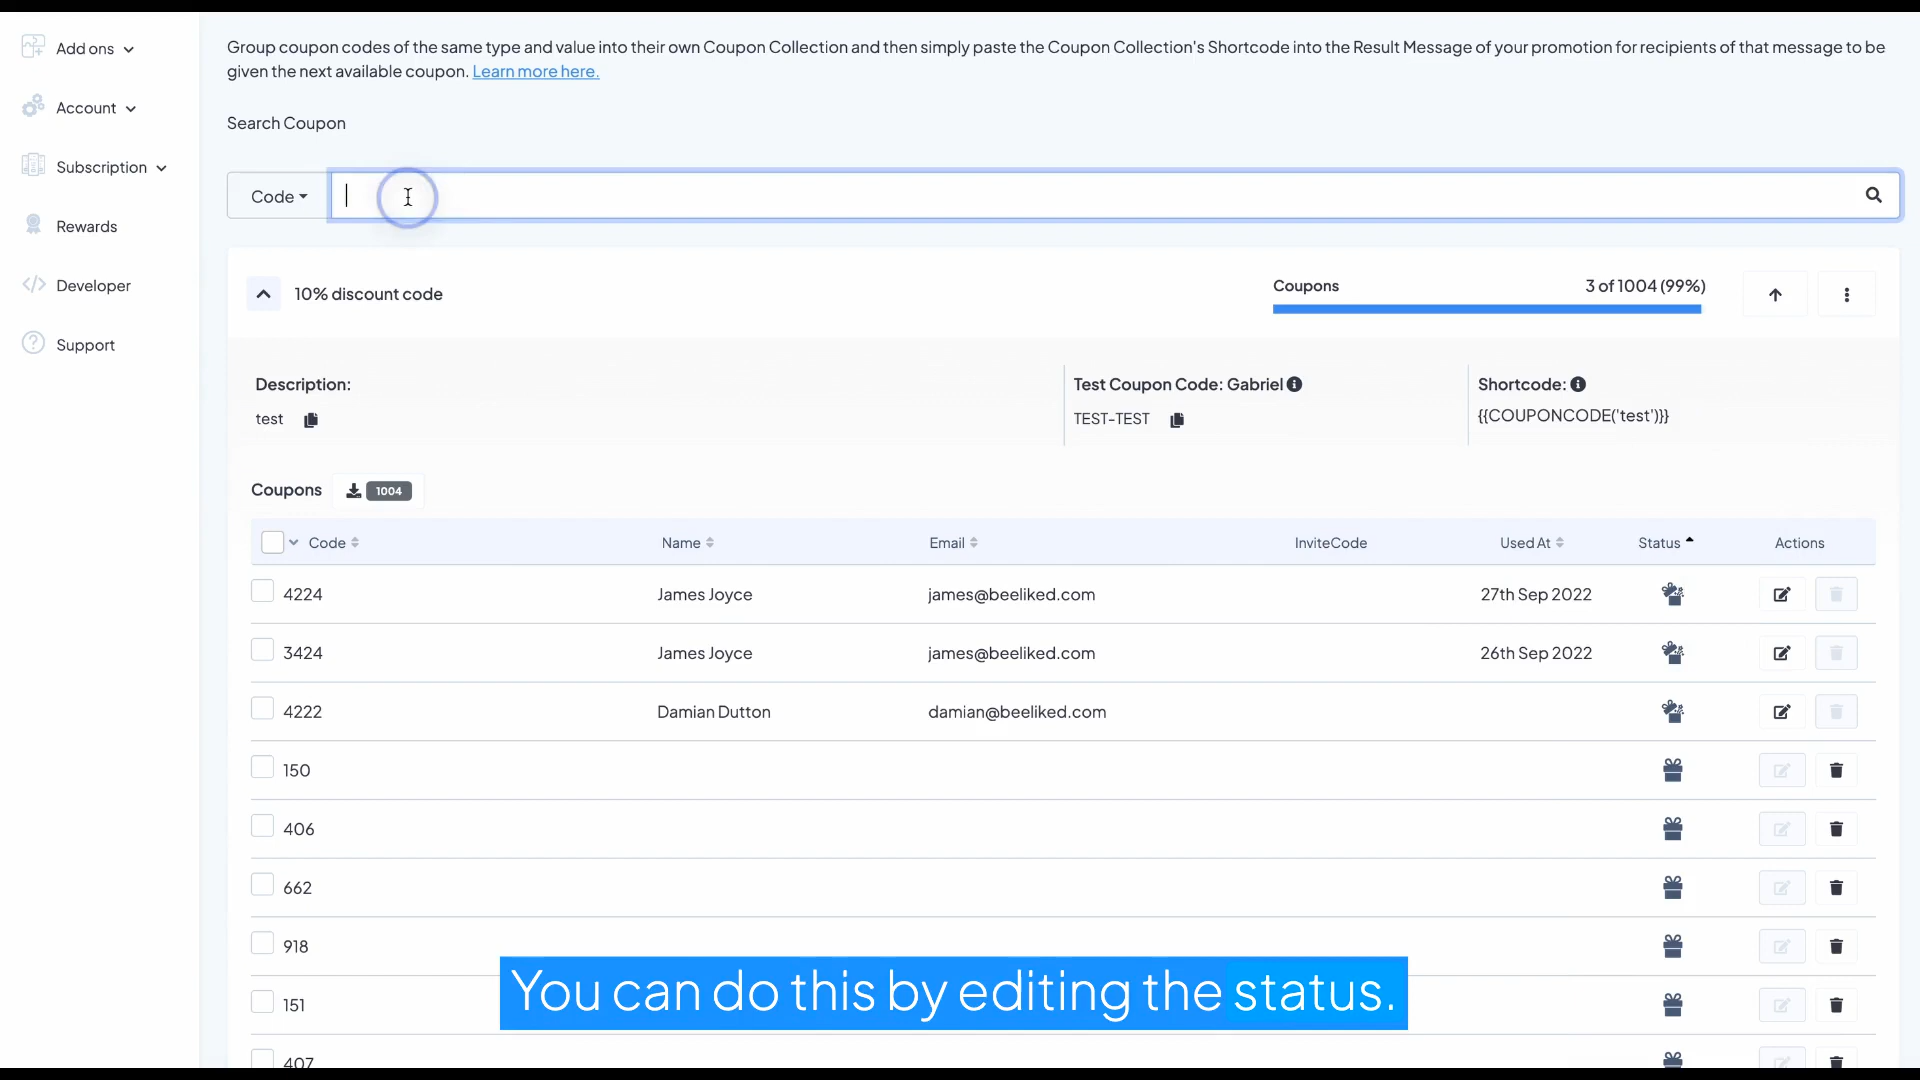 Add ons
Group coupon codes of the same type and value into their own Coupon Collection and then simply paste the Coupon Collection's Shortcode into the Result Message of your promotion for recipients of that message to be
given the next available coupon. Learn more here.
Account
Search Coupon
Subscription
Code
Rewards
Developer
10% discount code
Coupons 3 of 1004 (99%)
Support
Description: Test Coupon Code: Gabriel Shortcode:
test TEST-TEST {{COUPONCODE('test')}}
Coupons 1004
Code Name Email InviteCode Used At Status Actions
4224 James Joyce james@beeliked.com 27th Sep 2022
3424 James Joyce james@beeliked.com 26th Sep 2022
4222 Damian Dutton damian@beeliked.com
150
406
662
918
You can do this by editing the status.
151
407